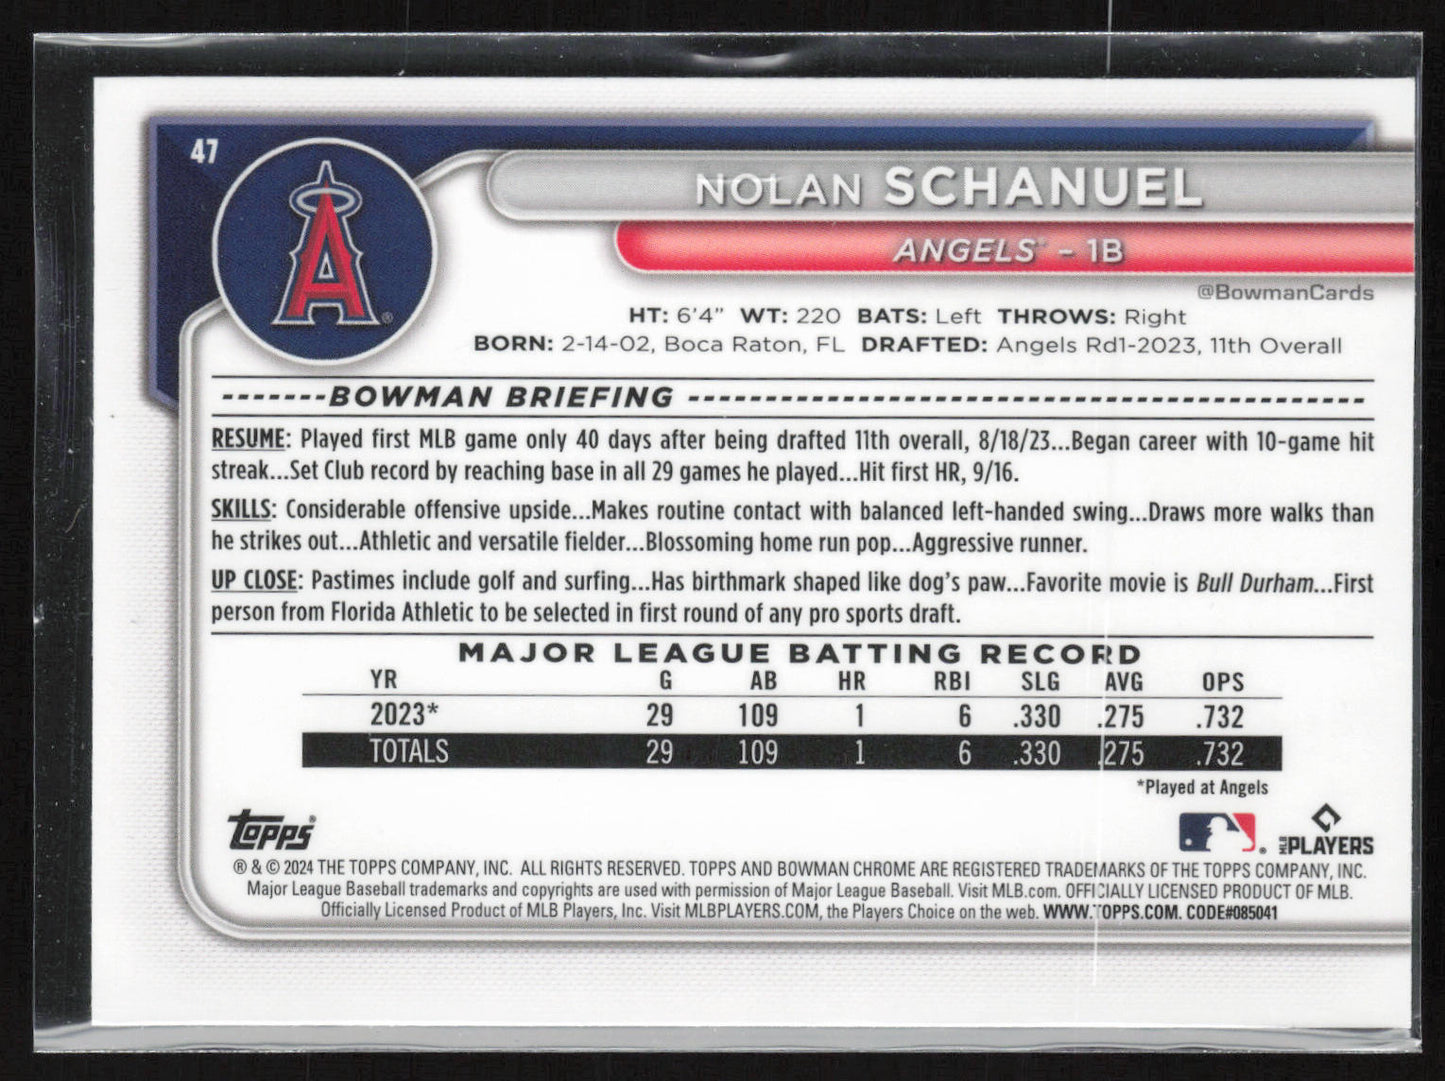 47
NOLAN SCHANUEL
ANGELS® - 1B
@BowmanCards
HT: 6'4" WT: 220 BATS: Left THROWS: Right
BORN: 2-14-02, Boca Raton, FL DRAFTED: Angels Rd1-2023, 11th Overall
-------BOWMAN BRIEFING -----------------------------------------
RESUME: Played first MLB game only 40 days after being drafted 11th overall, 8/18/23...Began career with 10-game hit
streak...Set Club record by reaching base in all 29 games he played...Hit first HR, 9/16.
SKILLS: Considerable offensive upside...Makes routine contact with balanced left-handed swing...Draws more walks than
he strikes out...Athletic and versatile fielder...Blossoming home run pop...Aggressive runner.
UP CLOSE: Pastimes include golf and surfing...Has birthmark shaped like dog's paw...Favorite movie is Bull Durham...First
person from Florida Athletic to be selected in first round of any pro sports draft.
MAJOR LEAGUE BATTING RECORD
YR G AB HR RBI SLG AVG OPS
2023* 29 109 1 6 .330 .275 .732
TOTALS 29 109 1 6 .330 .275 .732
*Played at Angels
A®
topps®
MLB PLAYERS
® & © 2024 THE TOPPS COMPANY, INC. ALL RIGHTS RESERVED. TOPPS AND BOWMAN CHROME ARE REGISTERED TRADEMARKS OF THE TOPPS COMPANY, INC.
Major League Baseball trademarks and copyrights are used with permission of Major League Baseball. Visit MLB.com. OFFICIALLY LICENSED PRODUCT OF MLB.
Officially Licensed Product of MLB Players, Inc. Visit MLBPLAYERS.COM, the Players Choice on the web. WWW.TOPPS.COM. CODE#085041